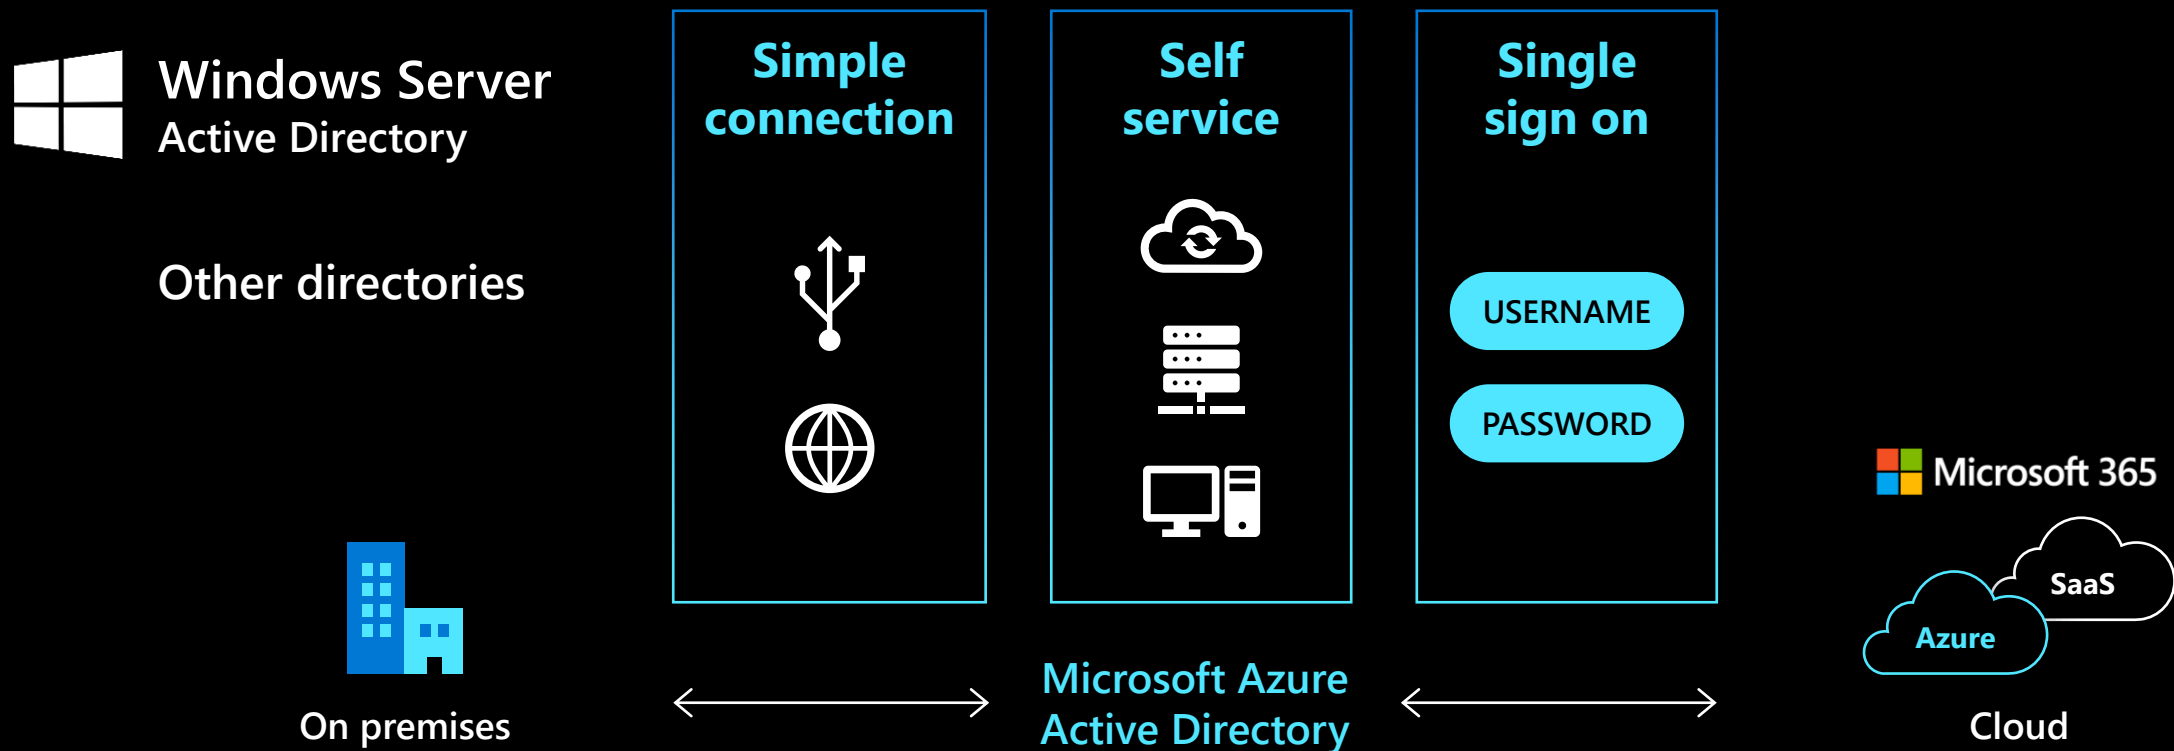 Windows Server
Active Directory
Other directories
On premises
Simple
connection
Self
service
Single
sign on
USERNAME
PASSWORD
Microsoft Azure
Active Directory
Microsoft 365
SaaS
Azure
Cloud